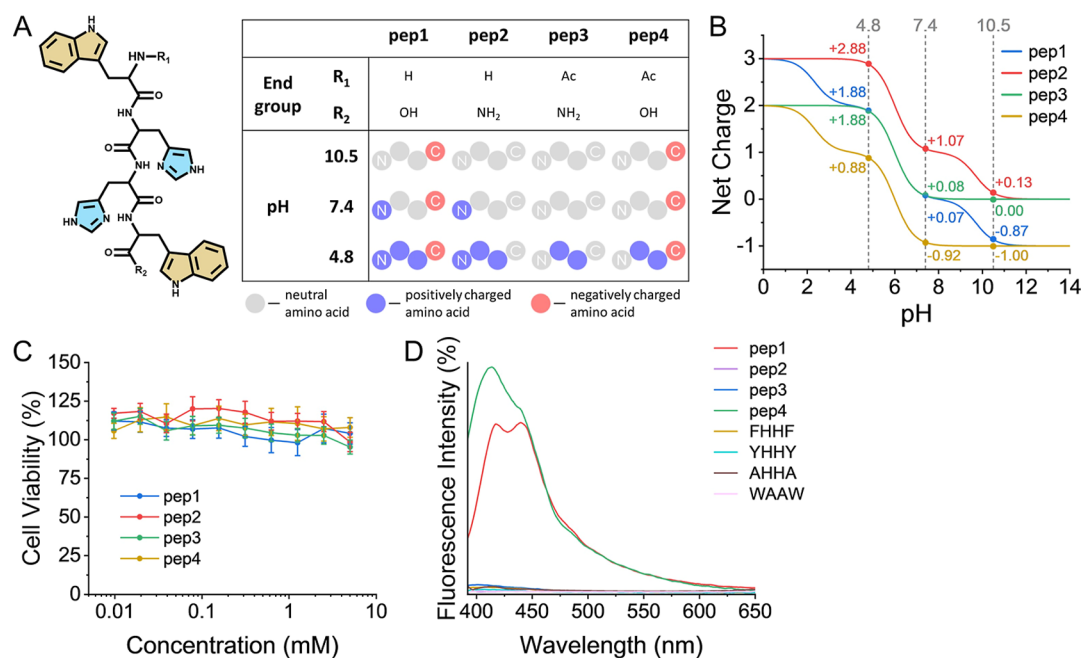 A
H
N
HN—R₁
O
NH
O
NH
N
NH
O
N
HN
NH
O
R₂
N
H
pep1 pep2 pep3 pep4
End group
R₁ H H Ac Ac
R₂ OH NH₂ NH₂ OH
pH
10.5 N C N C N C N C
7.4 N C N C N C N C
4.8 N C N C N C N C
neutral amino acid
positively charged amino acid
negatively charged amino acid
B
4.8 7.4 10.5
pep1
pep2
pep3
pep4
+2.88
+1.88
+1.88
+0.88
+1.07
+0.08
+0.07
-0.92
+0.13
0.00
-0.87
-1.00
Net Charge
3
2
1
0
-1
0 2 4 6 8 10 12 14
pH
C
Cell Viability (%)
150
125
100
75
50
25
0
pep1
pep2
pep3
pep4
0.01 0.1 1 10
Concentration (mM)
D
Fluorescence Intensity (%)
400 450 500 550 600 650
Wavelength (nm)
pep1
pep2
pep3
pep4
FHHF
YHHY
AHHA
WAAW